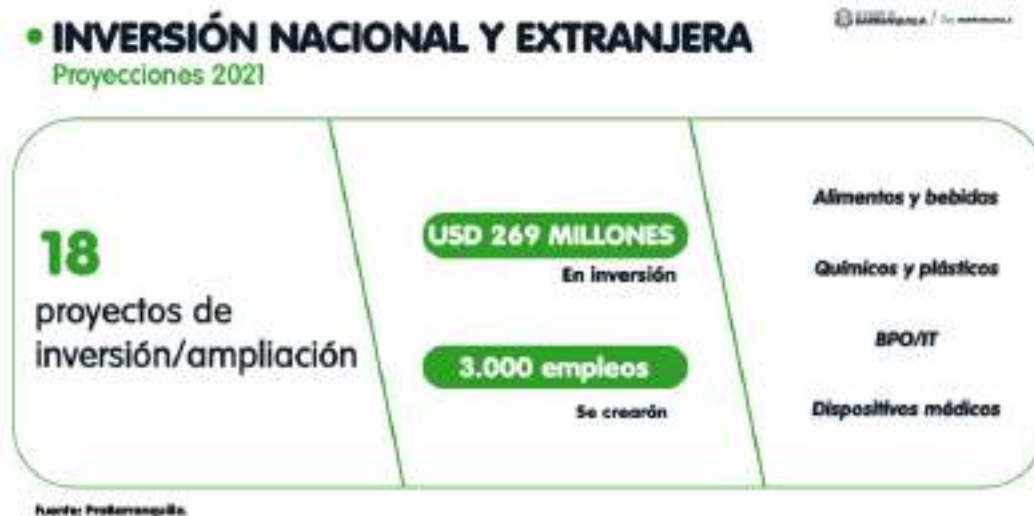 INVERSIÓN NACIONAL Y EXTRANJERA
Proyecciones 2021
BARRANQUILLA /
18
proyectos de
inversión/ampliación
USD 269 MILLONES
En inversión
3.000 empleos
Se crearán
Alimentos y bebidas
Químicos y plásticos
BPO/IT
Dispositivos médicos
Fuente: ProBarranquilla.